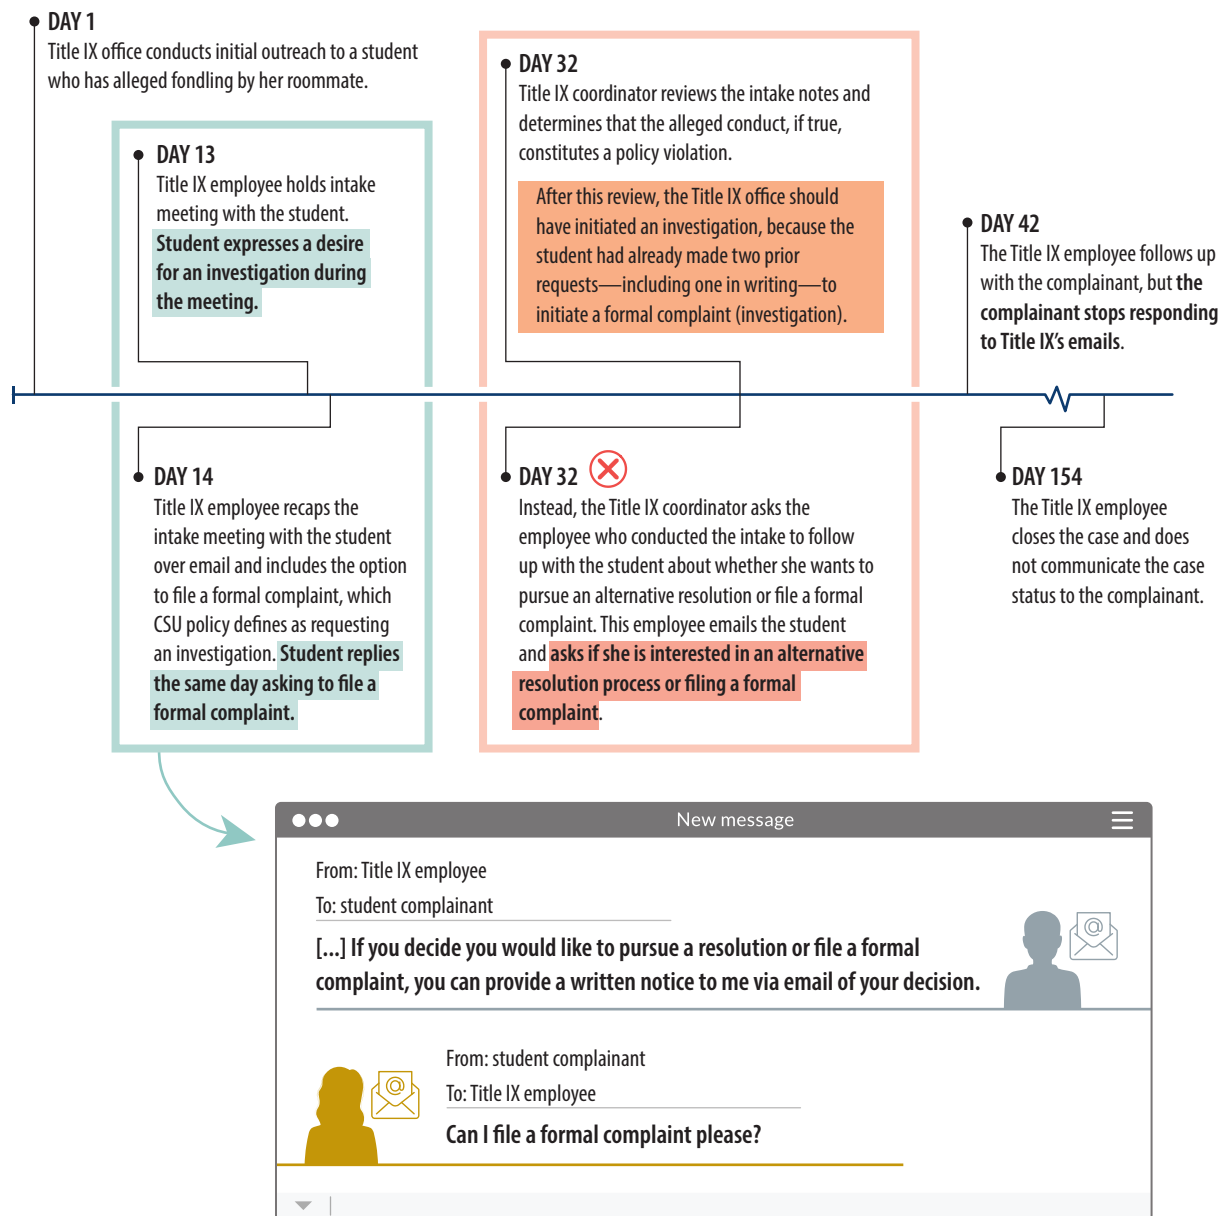 DAY 1
Title IX office conducts initial outreach to a student
who has alleged fondling by her roommate.
DAY 13
Title IX employee holds intake
meeting with the student.
Student expresses a desire
for an investigation during
the meeting.
DAY 14
Title IX employee recaps the
intake meeting with the student
over email and includes the option
to file a formal complaint, which
CSU policy defines as requesting
an investigation. Student replies
the same day asking to file a
formal complaint.
DAY 32
Title IX coordinator reviews the intake notes and
determines that the alleged conduct, if true,
constitutes a policy violation.
After this review, the Title IX office should
have initiated an investigation, because the
student had already made two prior
requests—including one in writing—to
initiate a formal complaint (investigation).
DAY 32
Instead, the Title IX coordinator asks the
employee who conducted the intake to follow
up with the student about whether she wants to
pursue an alternative resolution or file a formal
complaint. This employee emails the student
and asks if she is interested in an alternative
resolution process or filing a formal
complaint.
DAY 42
The Title IX employee follows up
with the complainant, but the
complainant stops responding
to Title IX's emails.
DAY 154
The Title IX employee
closes the case and does
not communicate the case
status to the complainant.
New message
From: Title IX employee
To: student complainant
[...] If you decide you would like to pursue a resolution or file a formal
complaint, you can provide a written notice to me via email of your decision.
@
From: student complainant
To: Title IX employee
@
Can I file a formal complaint please?